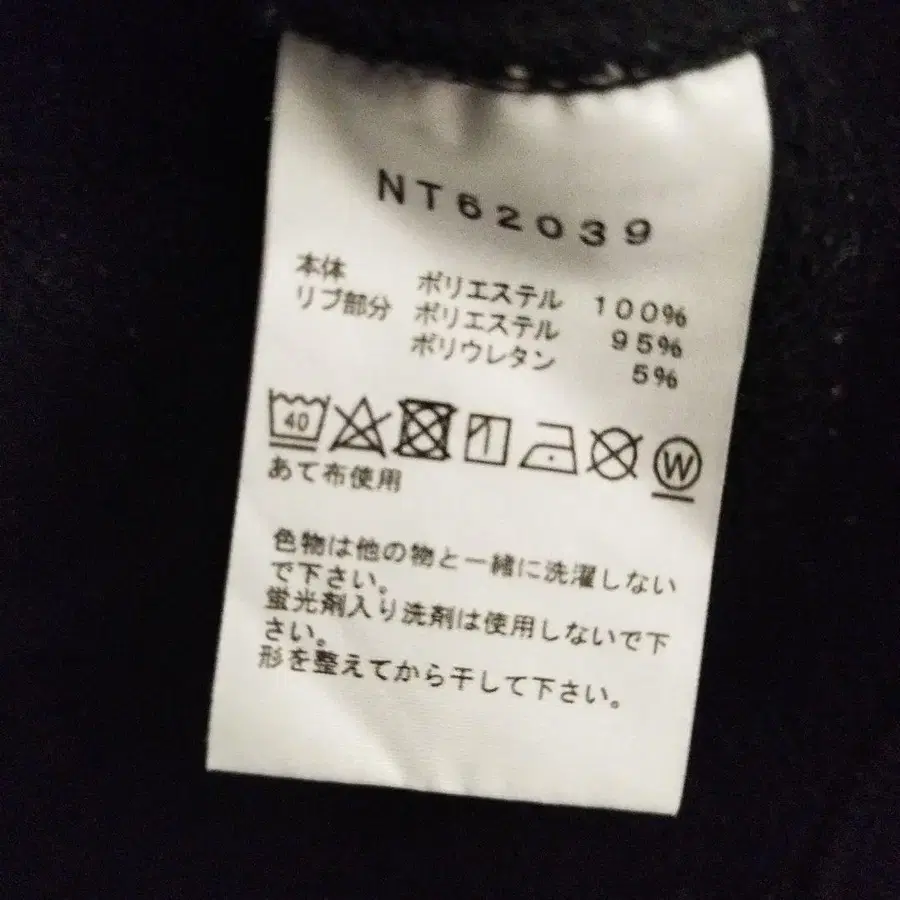 NT62039
本体 ポリエステル 100%
リブ部分 ポリエステル 95%
ポリウレタン 5%
40 W
あて布使用
色物は他の物と一緒に洗濯しない
で下さい。
蛍光剤入り洗剤は使用しないで下
さい。
形を整えてから干して下さい。